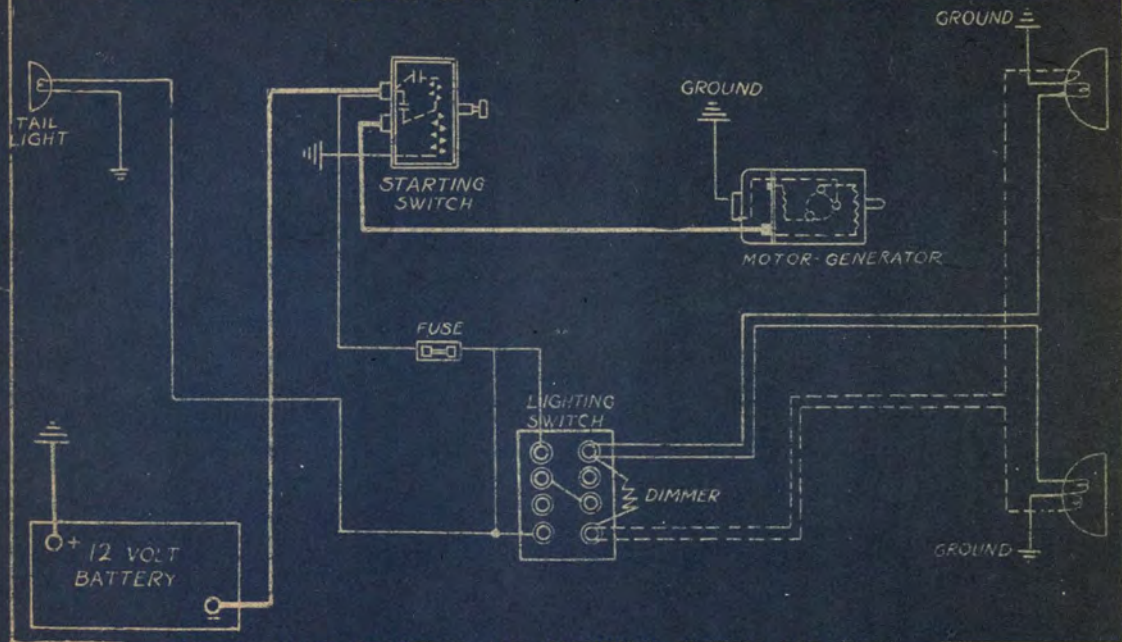 GROUND
TAIL
LIGHT
STARTING
SWITCH
GROUND
MOTOR-GENERATOR
FUSE
LIGHTING
SWITCH
DIMMER
+ 12 VOLT
BATTERY
-
GROUND